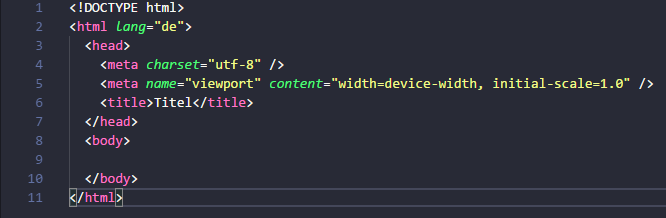 1 <!DOCTYPE html>
2 <html lang="de">
3 <head>
4 <meta charset="utf-8" />
5 <meta name="viewport" content="width=device-width, initial-scale=1.0" />
6 <title>Titel</title>
7 </head>
8 <body>
9
10 </body>
11 </html>